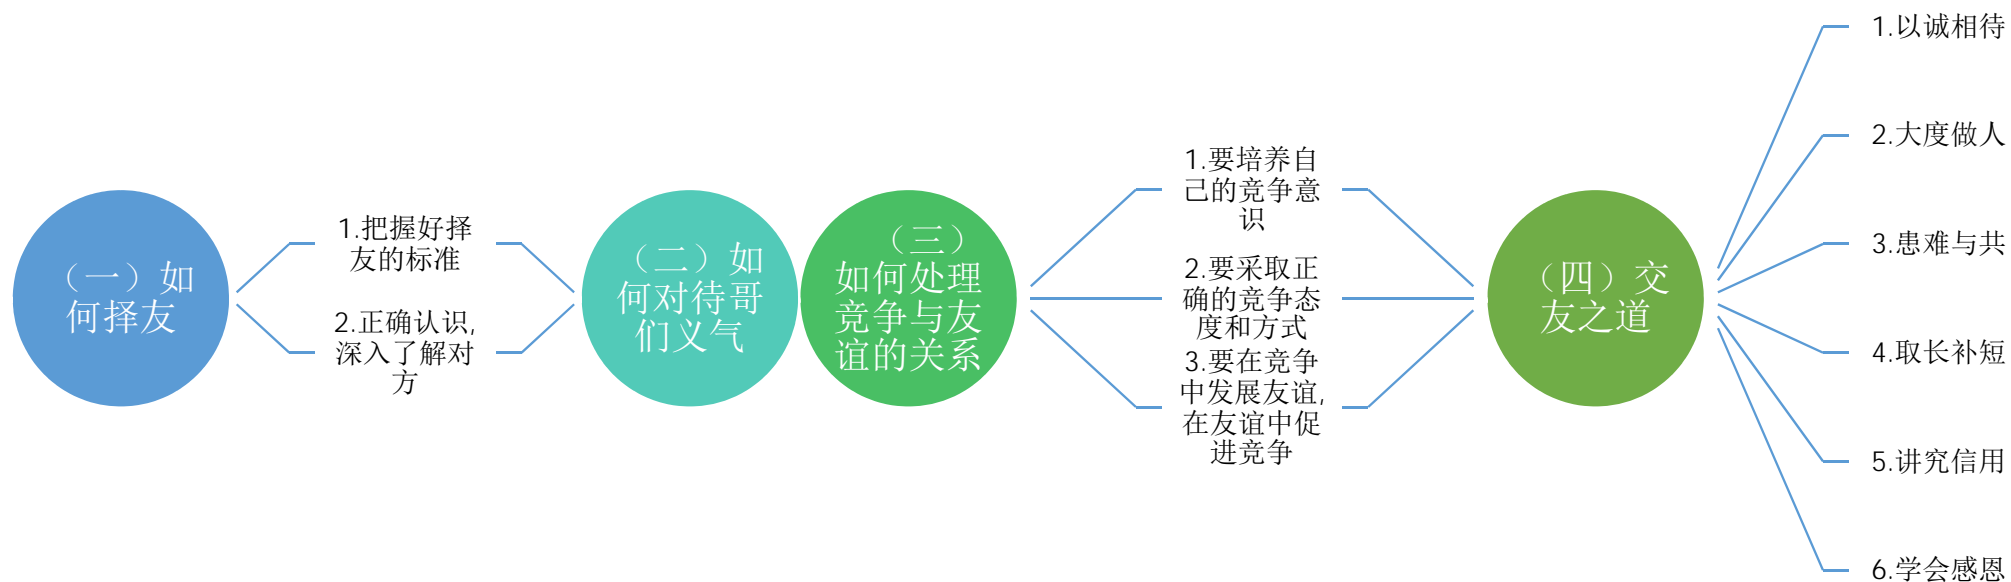 （一）如
何择友
1.把握好择
友的标准
2.正确认识,
深入了解对
方
（二）如
何对待哥
们义气
（三）
如何处理
竞争与友
谊的关系
1.要培养自
己的竞争意
识
2.要采取正
确的竞争态
度和方式
3.要在竞争
中发展友谊,
在友谊中促
进竞争
（四）交
友之道
1.以诚相待
2.大度做人
3.患难与共
4.取长补短
5.讲究信用
6.学会感恩